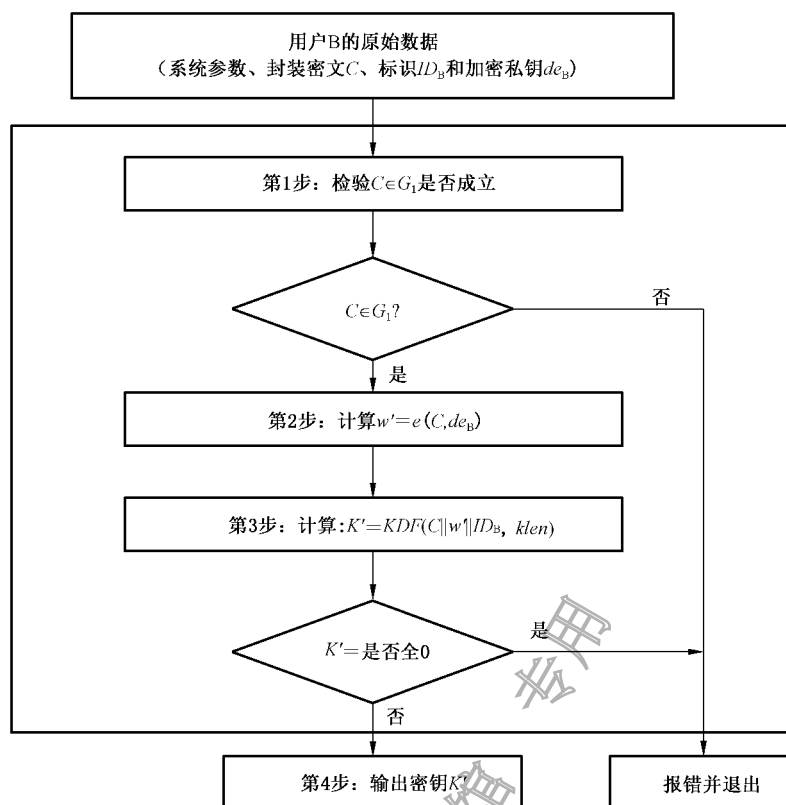 用户B的原始数据
（系统参数、封装密文C、标识IDB和加密私钥deB）
第1步：检验C∈G1是否成立
C∈G1?
否
是
第2步：计算w′=e(C,deB)
第3步：计算:K′=KDF(C||w′||IDB, klen)
K′=是否全0
是
否
专用
第4步：输出密钥K′
报错并退出